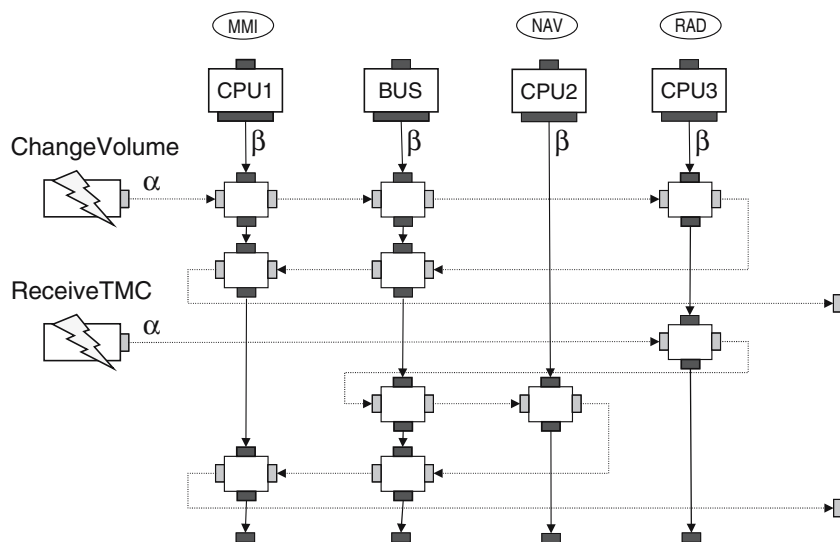 MMI NAV RAD
CPU1 BUS CPU2 CPU3
β β β β
ChangeVolume
α
ReceiveTMC
α